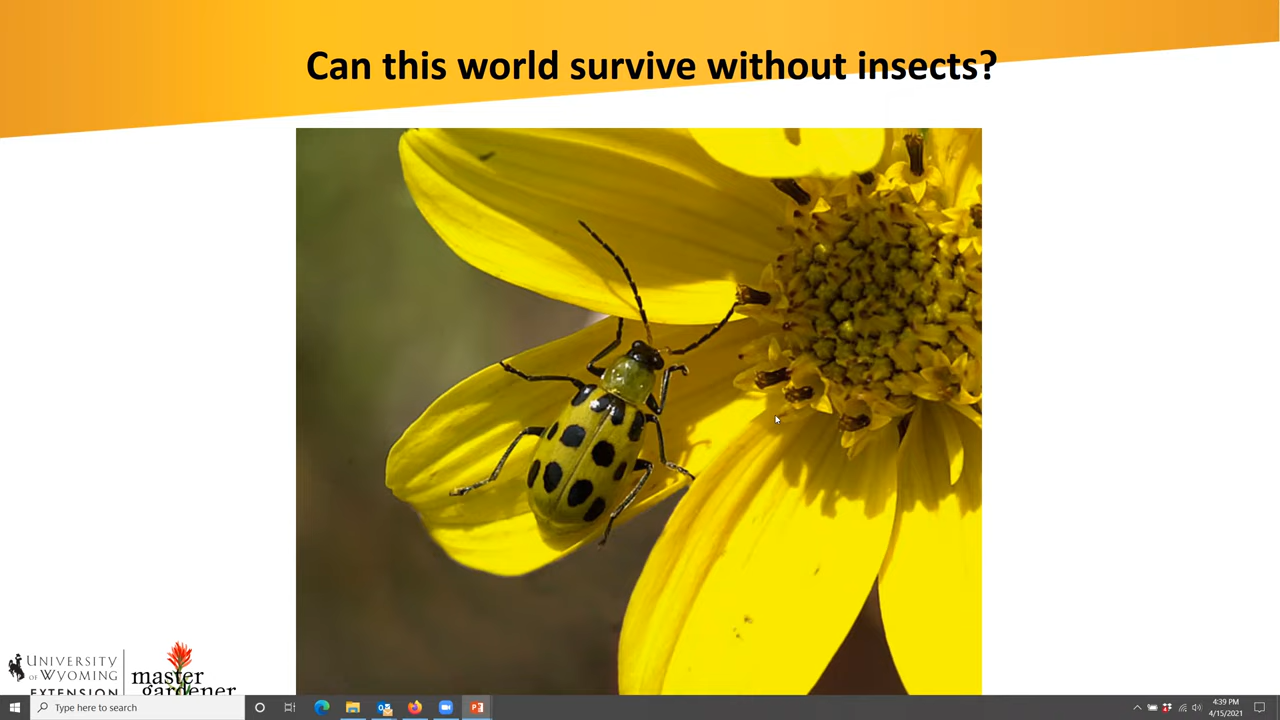 Can this world survive without insects?
UNIVERSITY
OF WYOMING
EXTENSION
master
gardener
Type here to search
4:39 PM
4/15/2021